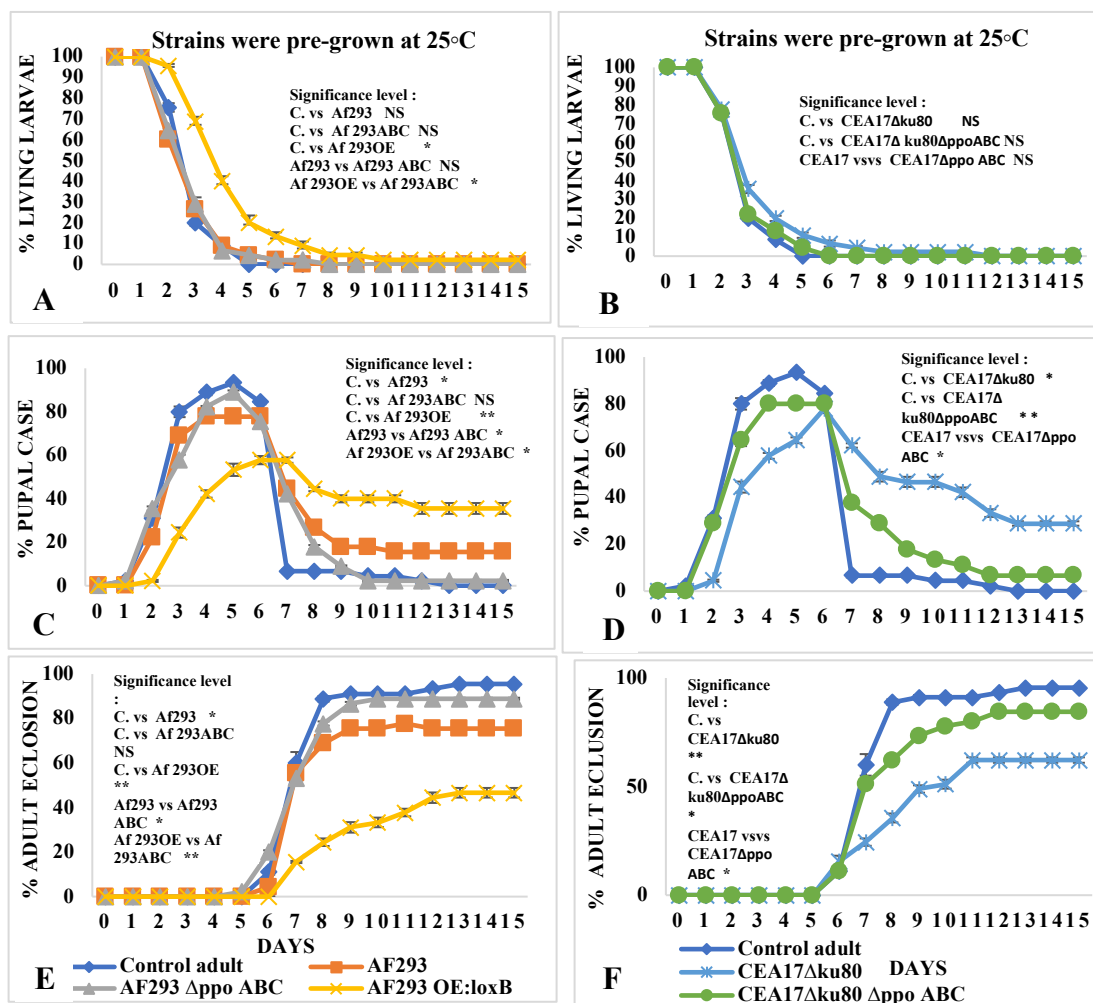 Strains were pre-grown at 25◦C
% LIVING LARVAE
100
90
80
70
60
50
40
30
20
10
0
Significance level :
C. vs Af293 NS
C. vs Af 293ABC NS
C. vs Af 293OE *
Af293 vs Af293 ABC NS
Af 293OE vs Af 293ABC *
0 1 2 3 4 5 6 7 8 9 10 11 12 13 14 15
A
Strains were pre-grown at 25◦C
% LIVING LARVAE
100
90
80
70
60
50
40
30
20
10
0
Significance level :
C. vs CEA17Δku80 NS
C. vs CEA17Δ ku80ΔppoABC NS
CEA17 vsvs CEA17Δppo ABC NS
0 1 2 3 4 5 6 7 8 9 10 11 12 13 14 15
B
% PUPAL CASE
100
80
60
40
20
0
Significance level :
C. vs Af293 *
C. vs Af 293ABC NS
C. vs Af 293OE **
Af293 vs Af293 ABC *
Af 293OE vs Af 293ABC *
0 1 2 3 4 5 6 7 8 9 10 11 12 13 14 15
C
% PUPAL CASE
100
80
60
40
20
0
Significance level :
C. vs CEA17Δku80 *
C. vs CEA17Δ
ku80ΔppoABC **
CEA17 vsvs CEA17Δppo
ABC *
0 1 2 3 4 5 6 7 8 9 10 11 12 13 14 15
D
% ADULT ECLOSION
100
80
60
40
20
0
Significance level
:
C. vs Af293 *
C. vs Af 293ABC
NS
C. vs Af 293OE
**
Af293 vs Af293
ABC *
Af 293OE vs Af
293ABC **
0 1 2 3 4 5 6 7 8 9 10 11 12 13 14 15
DAYS
E
Control adult
AF293
AF293 Δppo ABC
AF293 OE:loxB
% ADULT ECLUSION
100
50
0
Significance
level :
C. vs
CEA17Δku80
**
C. vs CEA17Δ
ku80ΔppoABC
*
CEA17 vsvs
CEA17Δppo
ABC *
0 1 2 3 4 5 6 7 8 9 10 11 12 13 14 15
F
Control adult
CEA17Δku80
DAYS
CEA17Δku80 Δppo ABC